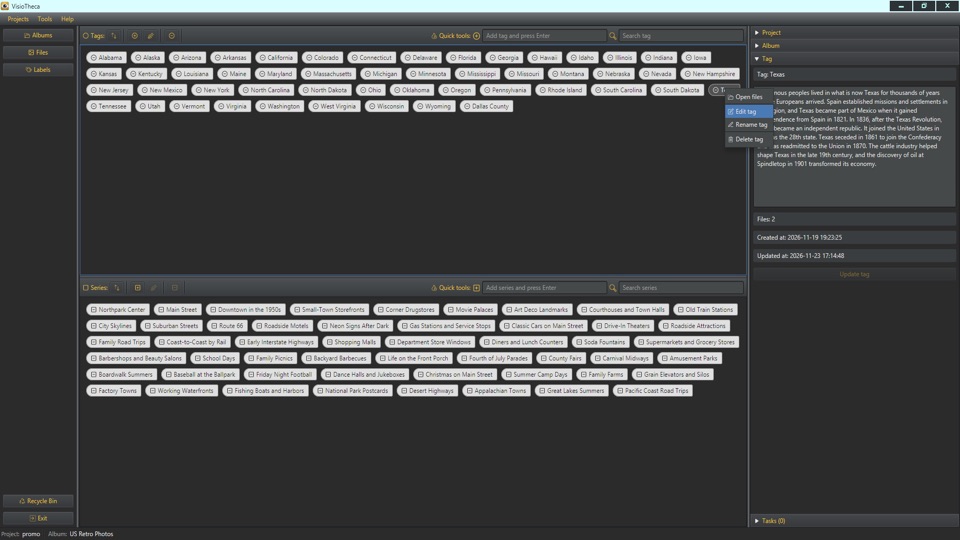 VisioTheca
Projects Tools Help
Albums
Files
Labels
Tags: Quick tools: Add tag and press Enter Search tag
Alabama Alaska Arizona Arkansas California Colorado Connecticut Delaware Florida Georgia Hawaii Idaho Illinois Indiana Iowa
Kansas Kentucky Louisiana Maine Maryland Massachusetts Michigan Minnesota Mississippi Missouri Montana Nebraska Nevada New Hampshire
New Jersey New Mexico New York North Carolina North Dakota Ohio Oklahoma Oregon Pennsylvania Rhode Island South Carolina South Dakota
Tennessee Utah Vermont Virginia Washington West Virginia Wisconsin Wyoming Dallas County
Open files
Edit tag
Rename tag
Delete tag
Series: Quick tools: Add series and press Enter Search series
Northpark Center Main Street Downtown in the 1950s Small-Town Storefronts Corner Drugstores Movie Palaces Art Deco Landmarks Courthouses and Town Halls Old Train Stations
City Skylines Suburban Streets Route 66 Roadside Motels Neon Signs After Dark Gas Stations and Service Stops Classic Cars on Main Street Drive-In Theaters Roadside Attractions
Family Road Trips Coast-to-Coast by Rail Early Interstate Highways Shopping Malls Department Store Windows Diners and Lunch Counters Soda Fountains Supermarkets and Grocery Stores
Barbershops and Beauty Salons School Days Family Picnics Backyard Barbecues Life on the Front Porch Fourth of July Parades County Fairs Carnival Midways Amusement Parks
Boardwalk Summers Baseball at the Ballpark Friday Night Football Dance Halls and Jukeboxes Christmas on Main Street Summer Camp Days Family Farms Grain Elevators and Silos
Factory Towns Working Waterfronts Fishing Boats and Harbors National Park Postcards Desert Highways Appalachian Towns Great Lakes Summers Pacific Coast Road Trips
Project
Album
Tag
Tag: Texas
peoples lived in what is now Texas for thousands of years
Europeans arrived. Spain established missions and settlements in
and Texas became part of Mexico when it gained
from Spain in 1821. In 1836, after the Texas Revolution,
became an independent republic. It joined the United States in
as the 28th state. Texas seceded in 1861 to join the Confederacy
was readmitted to the Union in 1870. The cattle industry helped
shape Texas in the late 19th century, and the discovery of oil at
Spindletop in 1901 transformed its economy.
Files: 2
Created at: 2026-11-19 19:23:25
Updated at: 2026-11-23 17:14:48
Update tag
Tasks (0)
Recycle Bin
Exit
Project: promo Album: US Retro Photos